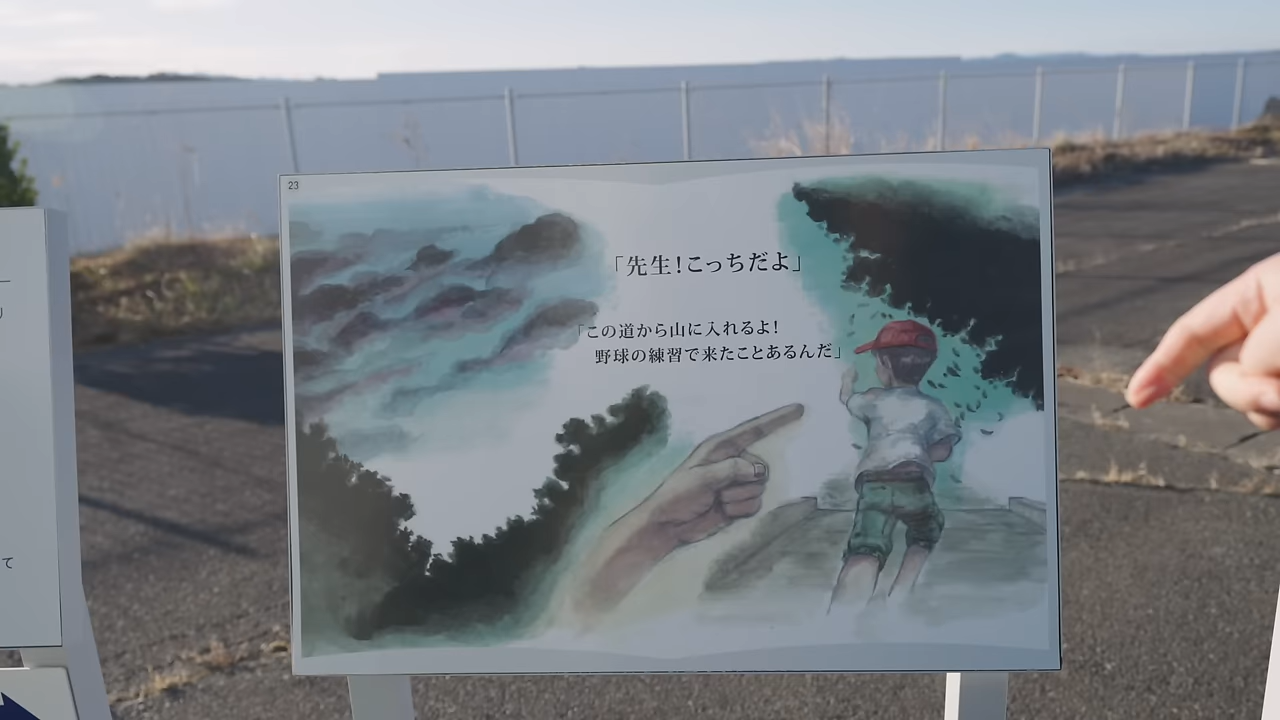 23
「先生!こっちだよ」
「この道から山に入れるよ!
野球の練習で来たことあるんだ」
て